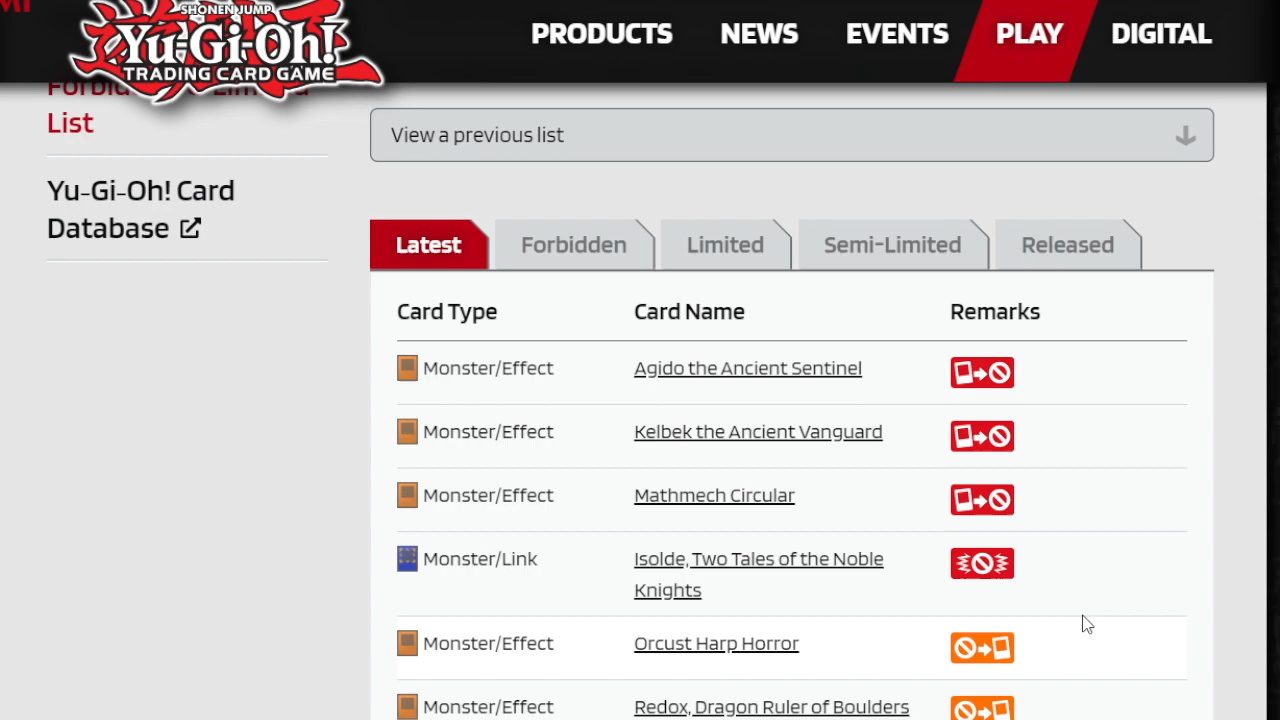 SHONEN JUMP
Yu-Gi-Oh!
TRADING CARD GAME
PRODUCTS NEWS EVENTS PLAY DIGITAL
List
Yu-Gi-Oh! Card
Database
View a previous list
Latest Forbidden Limited Semi-Limited Released
Card Type Card Name Remarks
Monster/Effect Agido the Ancient Sentinel
Monster/Effect Kelbek the Ancient Vanguard
Monster/Effect Mathmech Circular
Monster/Link Isolde, Two Tales of the Noble
Knights
Monster/Effect Orcust Harp Horror
Monster/Effect Redox, Dragon Ruler of Boulders